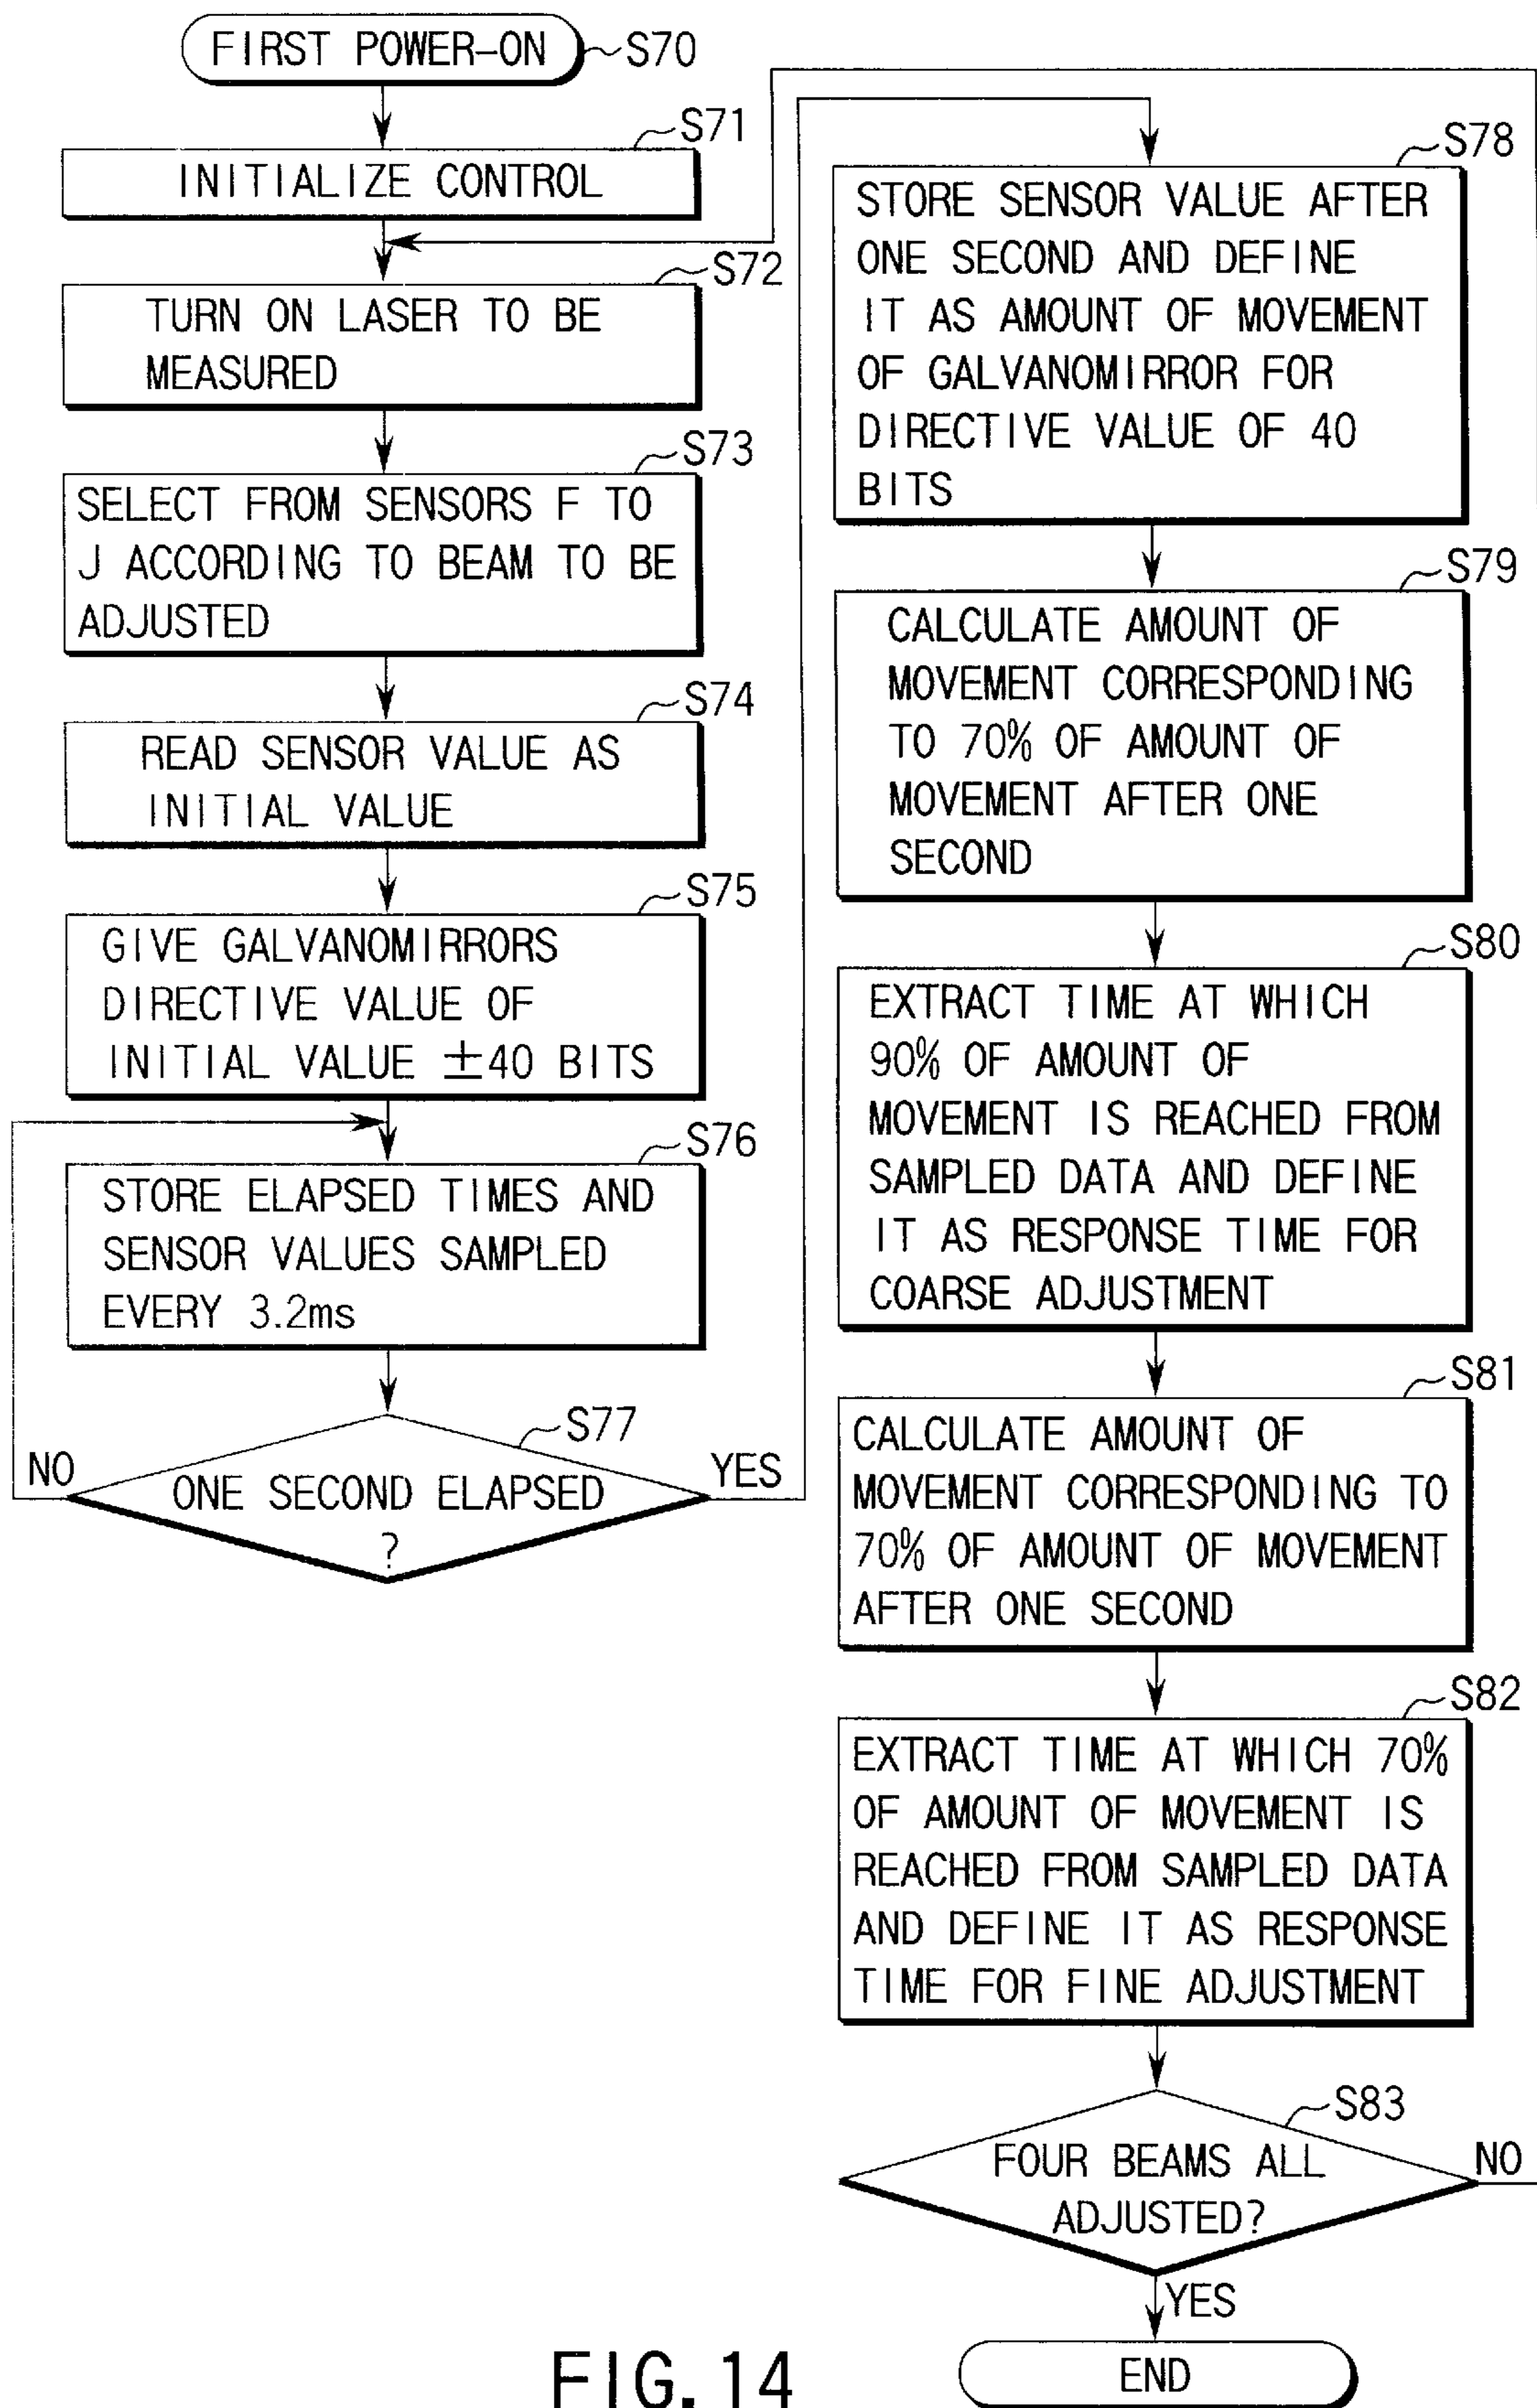 FIRST POWER-ON
S70
S71
INITIALIZE CONTROL
S72
TURN ON LASER TO BE
MEASURED
S73
SELECT FROM SENSORS F TO
J ACCORDING TO BEAM TO BE
ADJUSTED
S74
READ SENSOR VALUE AS
INITIAL VALUE
S75
GIVE GALVANOMIRRORS
DIRECTIVE VALUE OF
INITIAL VALUE ±40 BITS
S76
STORE ELAPSED TIMES AND
SENSOR VALUES SAMPLED
EVERY 3.2ms
S77
NO
ONE SECOND ELAPSED
?
YES
S78
STORE SENSOR VALUE AFTER
ONE SECOND AND DEFINE
IT AS AMOUNT OF MOVEMENT
OF GALVANOMIRROR FOR
DIRECTIVE VALUE OF 40
BITS
S79
CALCULATE AMOUNT OF
MOVEMENT CORRESPONDING
TO 70% OF AMOUNT OF
MOVEMENT AFTER ONE
SECOND
S80
EXTRACT TIME AT WHICH
90% OF AMOUNT OF
MOVEMENT IS REACHED FROM
SAMPLED DATA AND DEFINE
IT AS RESPONSE TIME FOR
COARSE ADJUSTMENT
S81
CALCULATE AMOUNT OF
MOVEMENT CORRESPONDING TO
70% OF AMOUNT OF MOVEMENT
AFTER ONE SECOND
S82
EXTRACT TIME AT WHICH 70%
OF AMOUNT OF MOVEMENT IS
REACHED FROM SAMPLED DATA
AND DEFINE IT AS RESPONSE
TIME FOR FINE ADJUSTMENT
S83
FOUR BEAMS ALL
ADJUSTED?
NO
YES
END
FIG.14